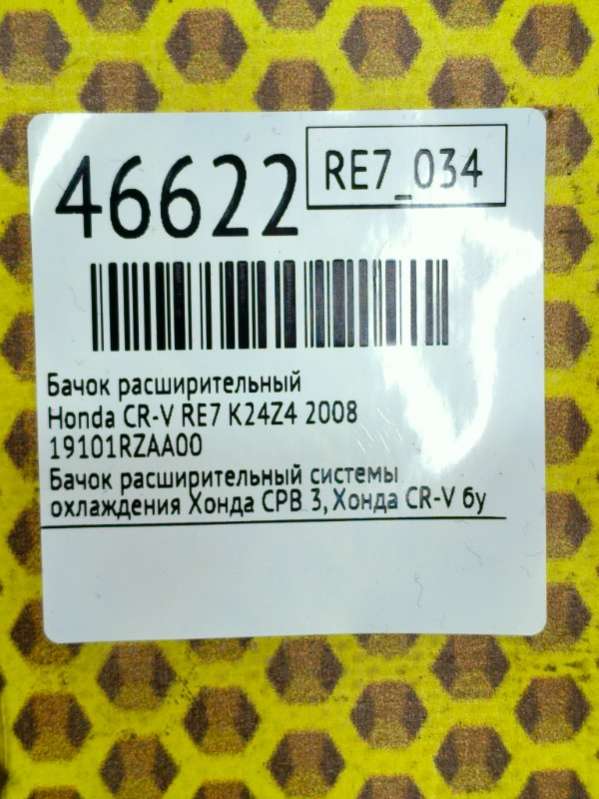 46622
RE7_034
Бачок расширительный
Honda CR-V RE7 K24Z4 2008
19101RZAA00
Бачок расширительный системы
охлаждения Хонда СРВ 3, Хонда CR-V бу